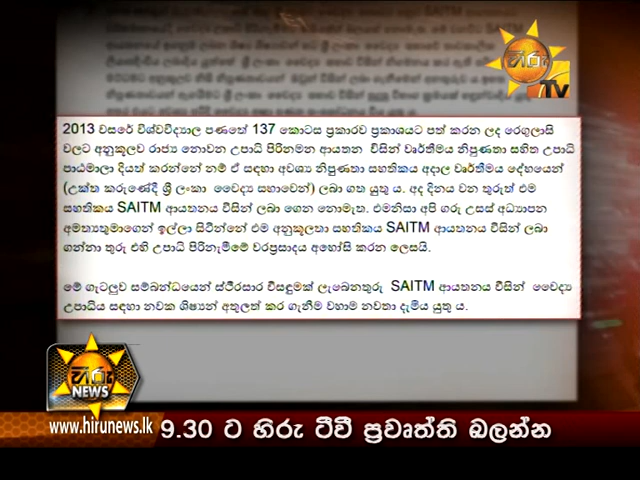 හිරු
TV
2013 වසරේ විශ්වවිද්‍යාල පණතේ 137 කොටස ප්‍රකාරව ප්‍රකාශයට පත් කරන ලද රෙගුලාසි
වලට අනුකූලව රාජ්‍ය නොවන උපාධි පිරිනමන ආයතන විසින් වෘර්තීමය නිපුණතා සහිත උපාධි
පාඨමාලා දියත් කරන්නේ නම් ඒ සඳහා අවශ්‍ය නිපුණතා සහතිකය අදාල වෘර්තීමය දේහයෙන්
(උක්ත කරුණේදී ශ්‍රී ලංකා වෛද්‍ය සභාවෙන්) ලබා ගත යුතු ය. අද දිනය වන තුරුත් එම
සහතිකය SAITM ආයතනය විසින් ලබා ගෙන නොමැත. එමනිසා අපි ගරු උසස් අධ්‍යාපන
අමත්‍යතුමාගෙන් ඉල්ලා සිටින්නේ එම අනුකූලතා සහතිකය SAITM ආයතනය විසින් ලබා
ගන්නා තුරු එහි උපාධි පිරිනැමීමේ වරප්‍රසාදය අහෝසි කරන ලෙසයි.
මේ ගැටලුව සම්බන්ධයෙන් ස්ථිරසාර විසඳුමක් ලැබෙනතුරු SAITM ආයතනය විසින් වෛද්‍ය
උපාධිය සඳහා නවක ශිෂ්‍යන් අතුලත් කර ගැනීම වහාම නවතා දැමිය යුතු ය.
හිරු
NEWS
www.hirunews.lk 9.30 ට හිරු ටීවී ප්‍රවෘත්ති බලන්න